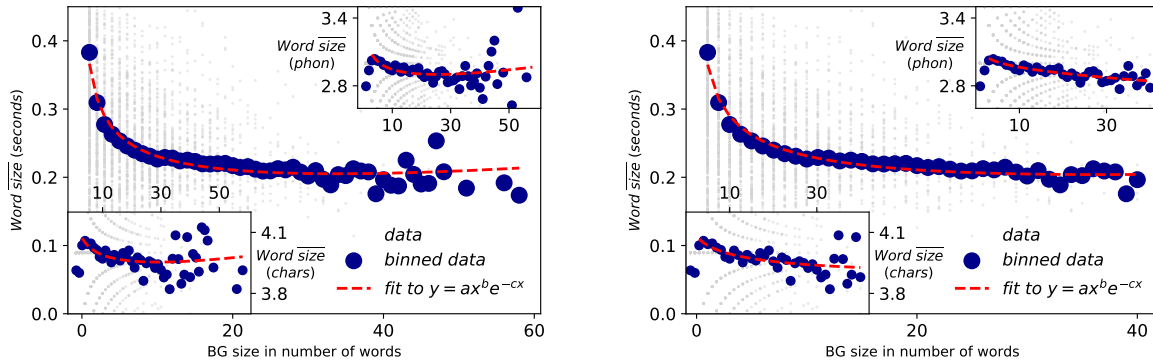 0.4
0.3
0.2
0.1
0.0
Word size (seconds)
0
20
40
60
BG size in number of words
3.4
2.8
Word size
(phon)
10
30
50
10
30
50
4.1
3.8
Word size
(chars)
data
binned data
fit to y = ax^b e^{-cx}
0.4
0.3
0.2
0.1
0.0
Word size (seconds)
0
20
40
BG size in number of words
3.4
2.8
Word size
(phon)
10
30
10
30
4.1
3.8
Word size
(chars)
data
binned data
fit to y = ax^b e^{-cx}